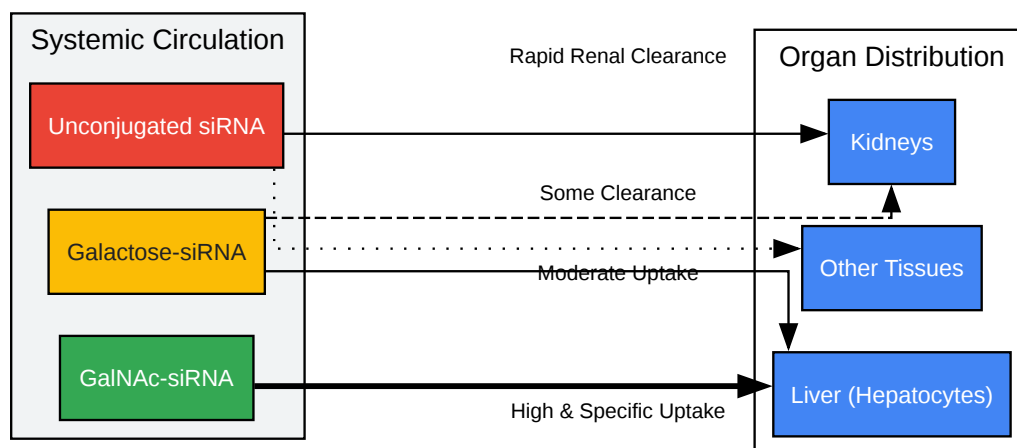 Systemic Circulation
Unconjugated siRNA
Galactose-siRNA
GalNAc-siRNA
Rapid Renal Clearance
Some Clearance
Moderate Uptake
High & Specific Uptake
Organ Distribution
Kidneys
Other Tissues
Liver (Hepatocytes)